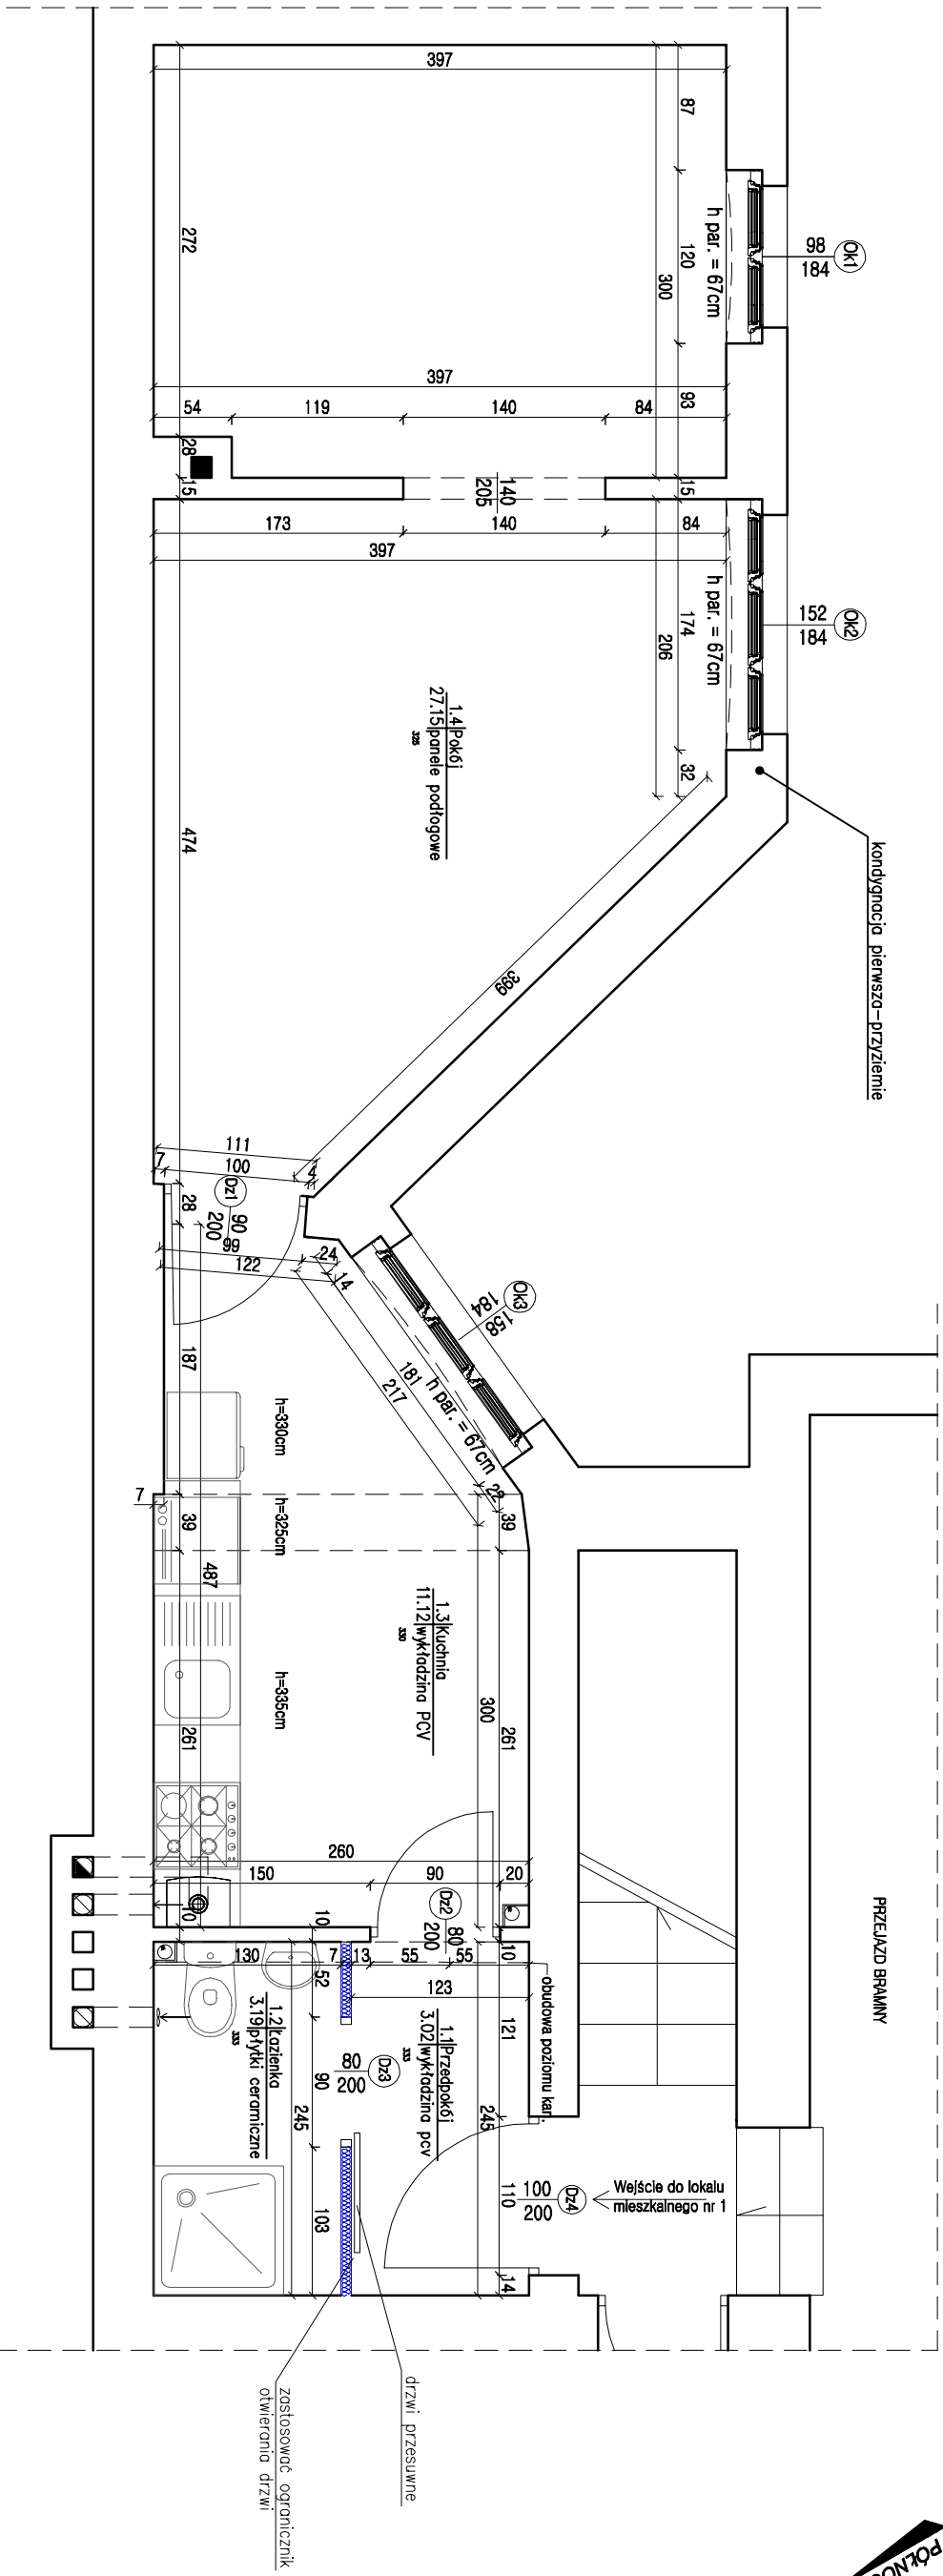 397
87
272
h par. = 67cm
120
300
98
184
Ok1
397
93
54
119
140
84
28
15
140
205
15
173
140
84
397
h par. = 67cm
174
206
152
184
Ok2
32
1.4 Pokój
27.15 panele podłogowe
325
474
kondygnacja pierwsza-przyziemie
399
111
100
7
4
28
Dz1
90
200
99
122
24
14
187
181
217
h par. = 67cm
Ok3
158
184
22
39
h=330cm
h=325cm
h=335cm
7
39
487
1.3 Kuchnia
11.12 wykładzina PCV
330
300
261
261
260
150
90
20
10
10
Dz2
80
200
10
130
7
13
55
55
52
123
121
obudowa poziomu kan.
1.2 Łazienka
3.19 płytki ceramiczne
333
1.1 Przedpokój
3.02 wykładzina pcv
333
80
200
Dz3
90
245
245
103
100
200
Dz4
110
14
Wejście do lokalu
mieszkalnego nr 1
PRZEJAZD BRAMNY
drzwi przesuwne
zastosować ogranicznik
otwierania drzwi